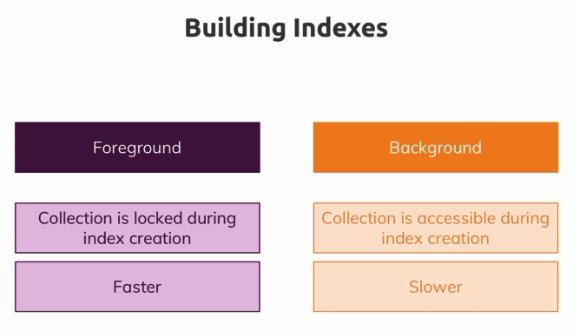 Building Indexes
Foreground
Background
Collection is locked during
index creation
Collection is accessible during
index creation
Faster
Slower